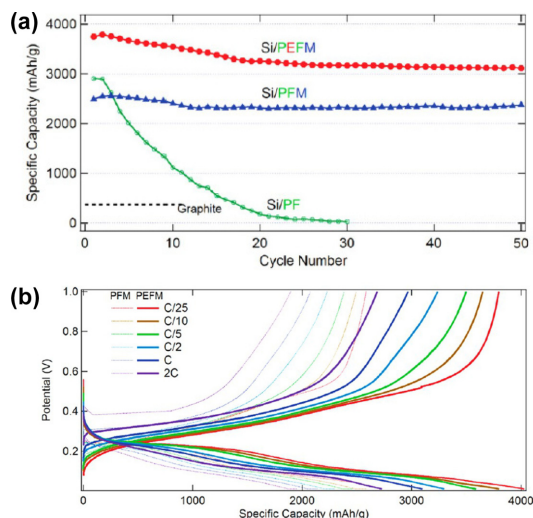 (a)
4000
3000
2000
1000
0
Specific Capacity (mAh/g)
Si/PEFM
Si/PFM
Si/PF
Graphite
0
10
20
30
40
50
Cycle Number
(b)
1.0
0.8
0.6
0.4
0.2
Potential (V)
PFM PEFM
C/25
C/10
C/5
C/2
C
2C
0
1000
2000
3000
4000
Specific Capacity (mAh/g)